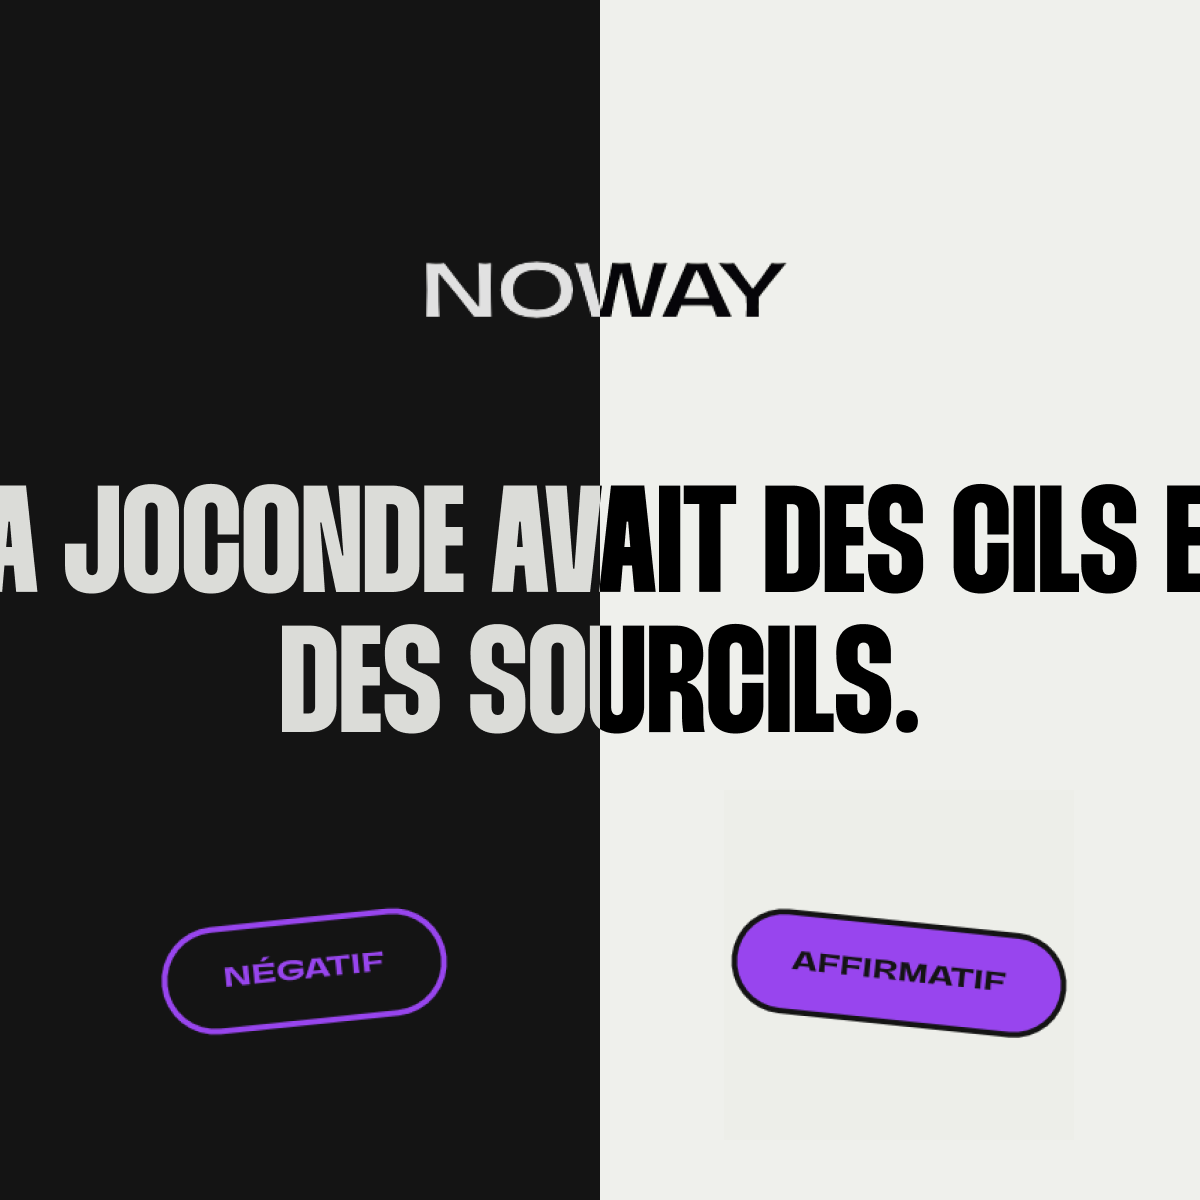 NOWAY
A JOCONDE AVAIT DES CILS E
DES SOURCILS.
NÉGATIF
AFFIRMATIF